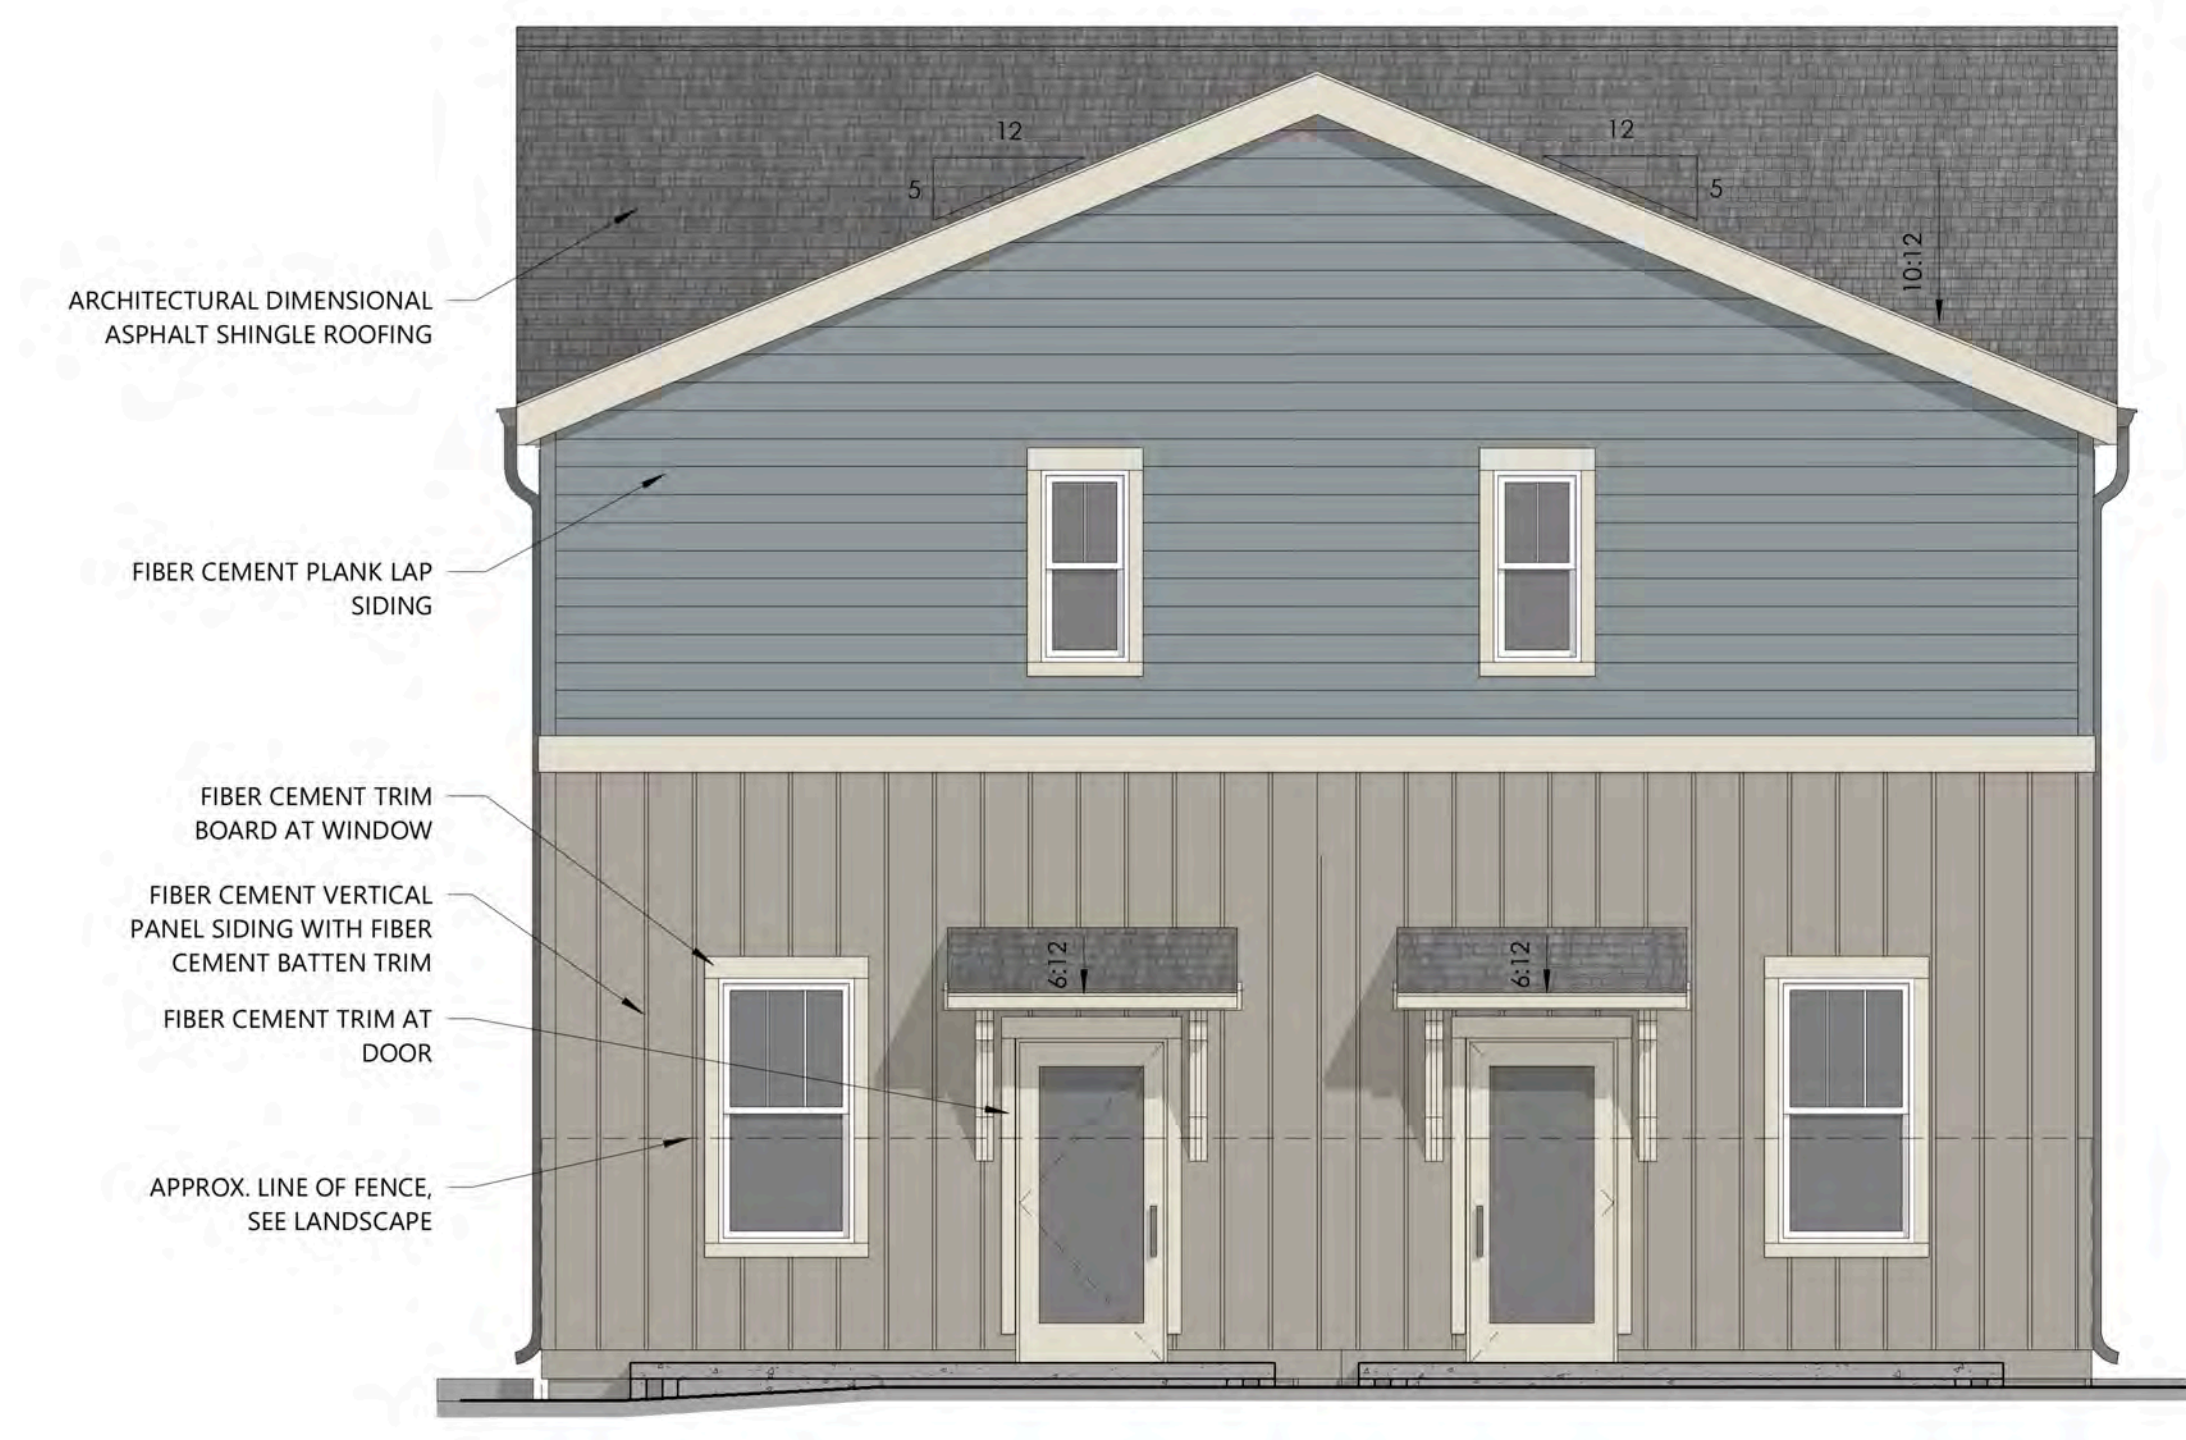 12
12
5
5
10:12
ARCHITECTURAL DIMENSIONAL
ASPHALT SHINGLE ROOFING
FIBER CEMENT PLANK LAP
SIDING
FIBER CEMENT TRIM
BOARD AT WINDOW
FIBER CEMENT VERTICAL
PANEL SIDING WITH FIBER
CEMENT BATTEN TRIM
6:12
6:12
FIBER CEMENT TRIM AT
DOOR
APPROX. LINE OF FENCE,
SEE LANDSCAPE